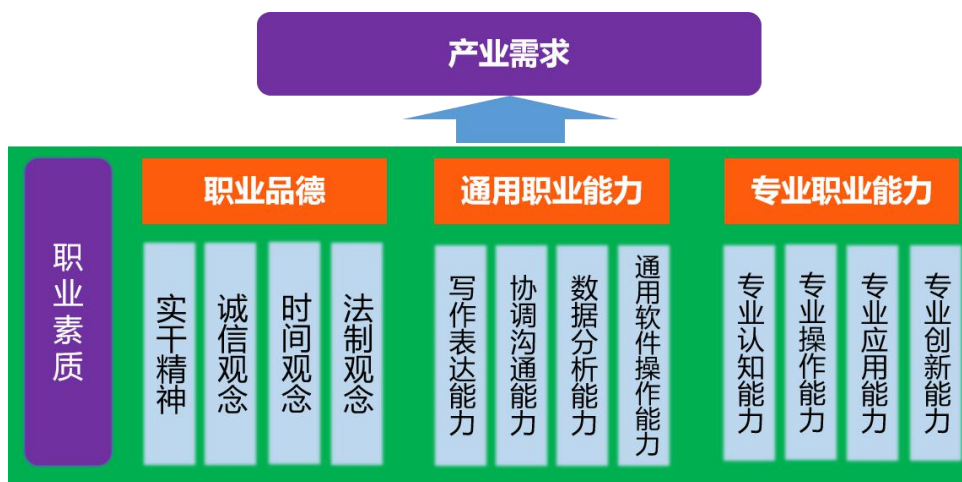 产业需求
职业素质
职业品德
实干精神
诚信观念
时间观念
法制观念
通用职业能力
写作表达能力
协调沟通能力
数据分析能力
通用软件操作能力
专业职业能力
专业认知能力
专业操作能力
专业应用能力
专业创新能力